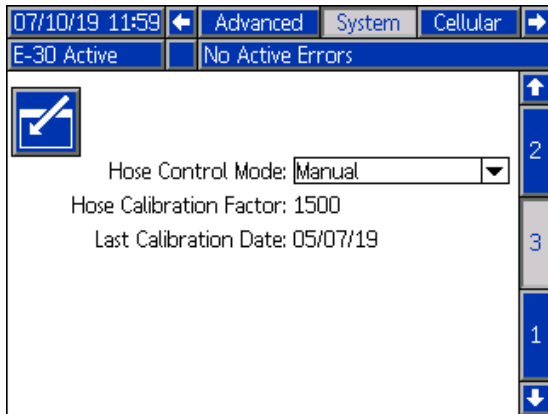 07/10/19 11:59 Advanced System Cellular
E-30 Active No Active Errors
2
Hose Control Mode: Manual
Hose Calibration Factor: 1500
Last Calibration Date: 05/07/19
3
1